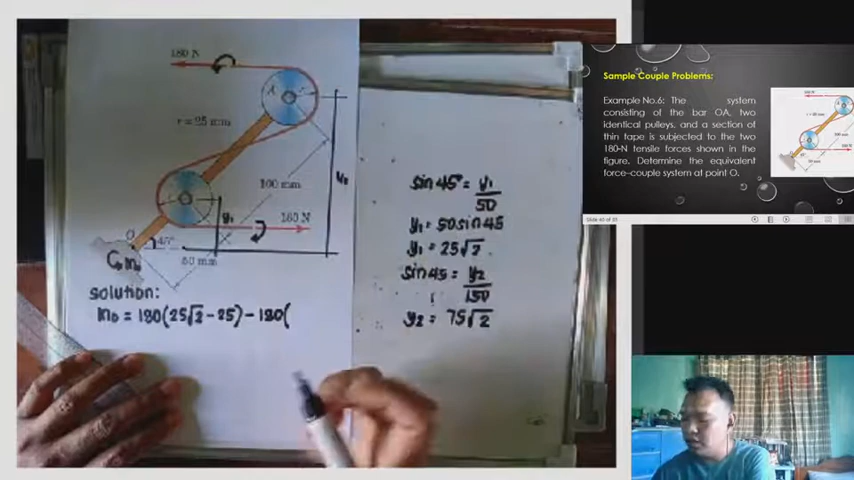 180 N
A
r
r = 25 mm
100 mm
y₂
y₁
180 N
O
45°
50 mm
solution:
mo = 180(25√2 - 25) - 180(
sin 45° = y₁/50
y₁ = 50 sin 45
y₁ = 25√2
sin 45 = y₂/150
y₂ = 75√2
Sample Couple Problems:
Example No.6: The system
consisting of the bar OA, two
identical pulleys, and a section of
thin tape is subjected to the two
180-N tensile forces shown in the
figure. Determine the equivalent
force-couple system at point O.